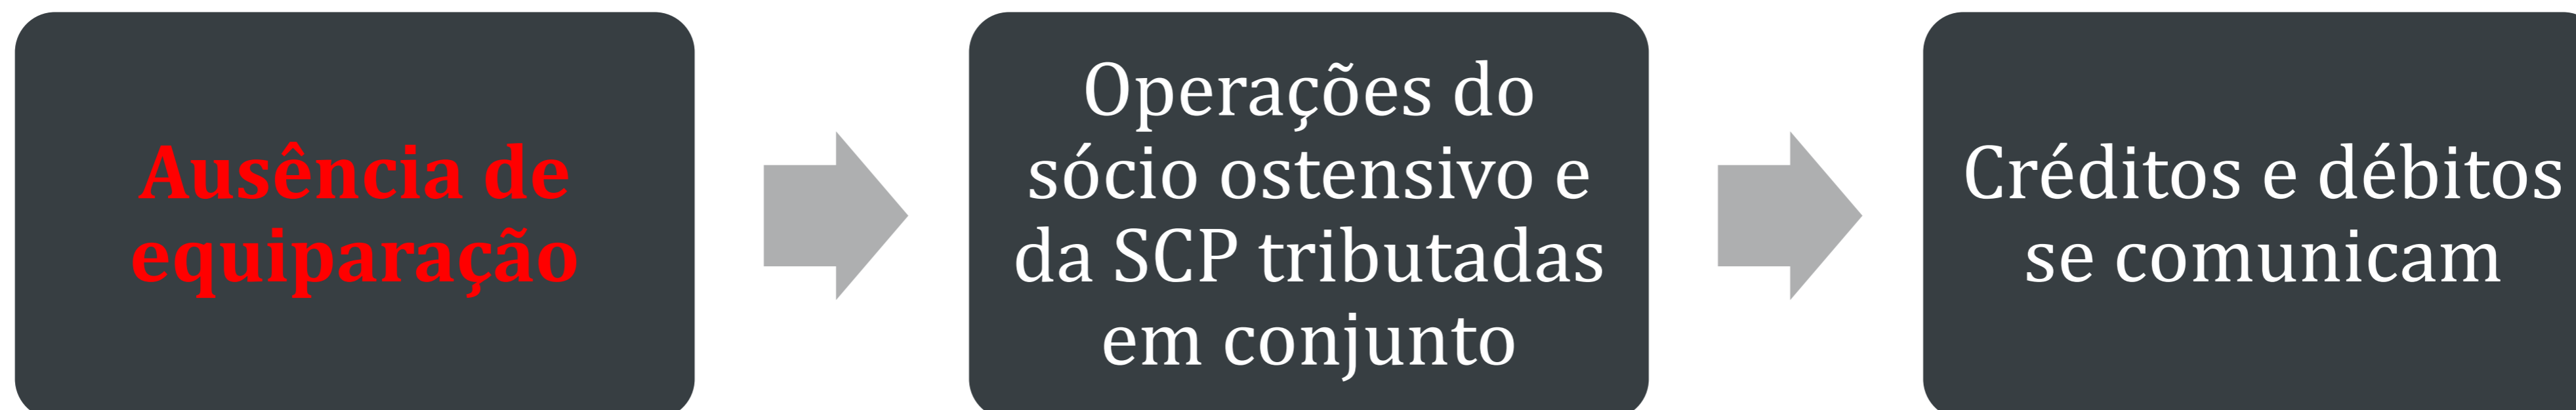 Ausência de
equiparação
Operações do
sócio ostensivo e
da SCP tributadas
em conjunto
Créditos e débitos
se comunicam